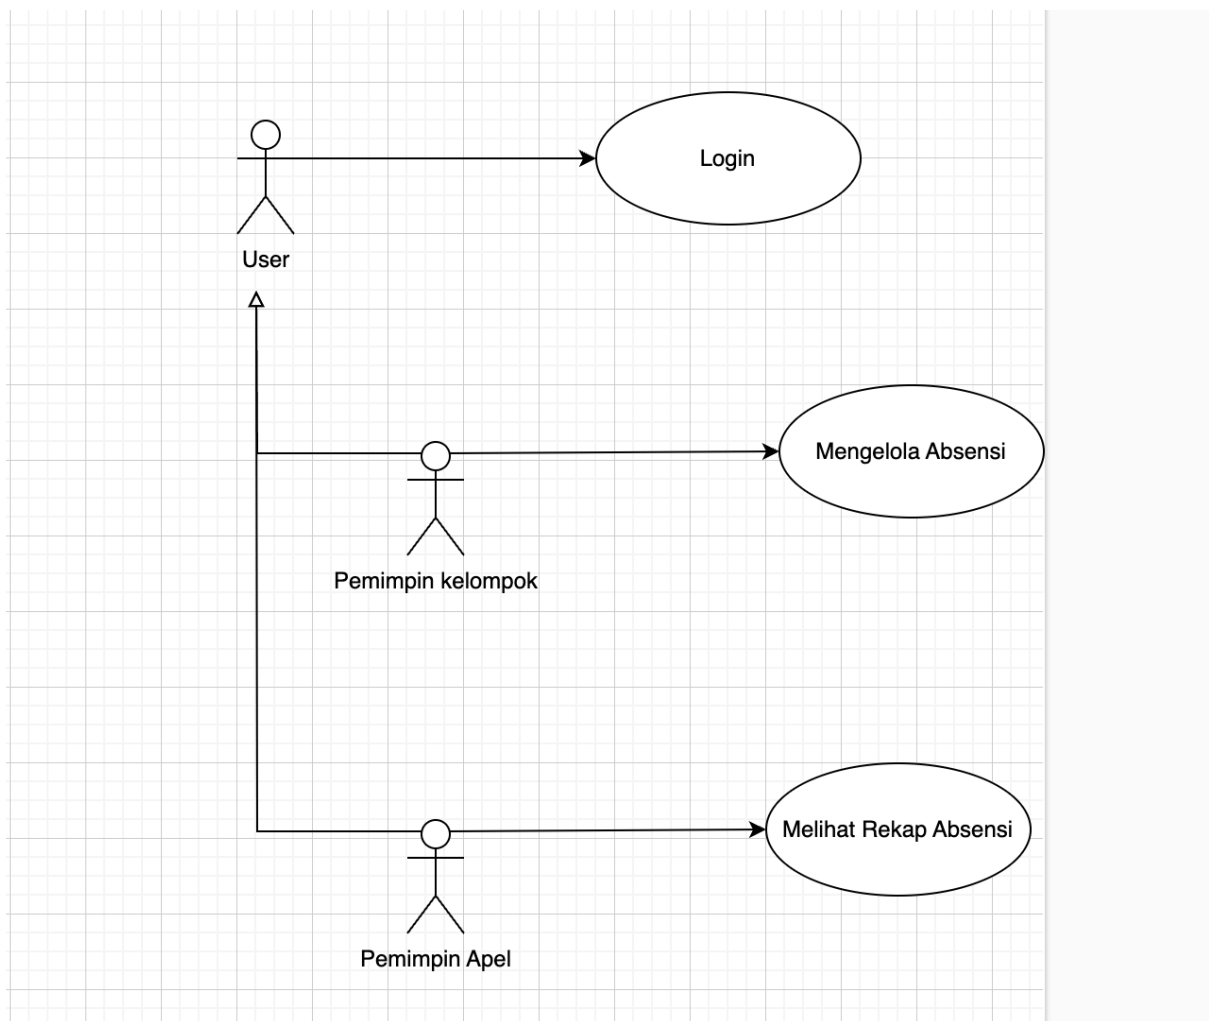 Login
User
Mengelola Absensi
Pemimpin kelompok
Melihat Rekap Absensi
Pemimpin Apel